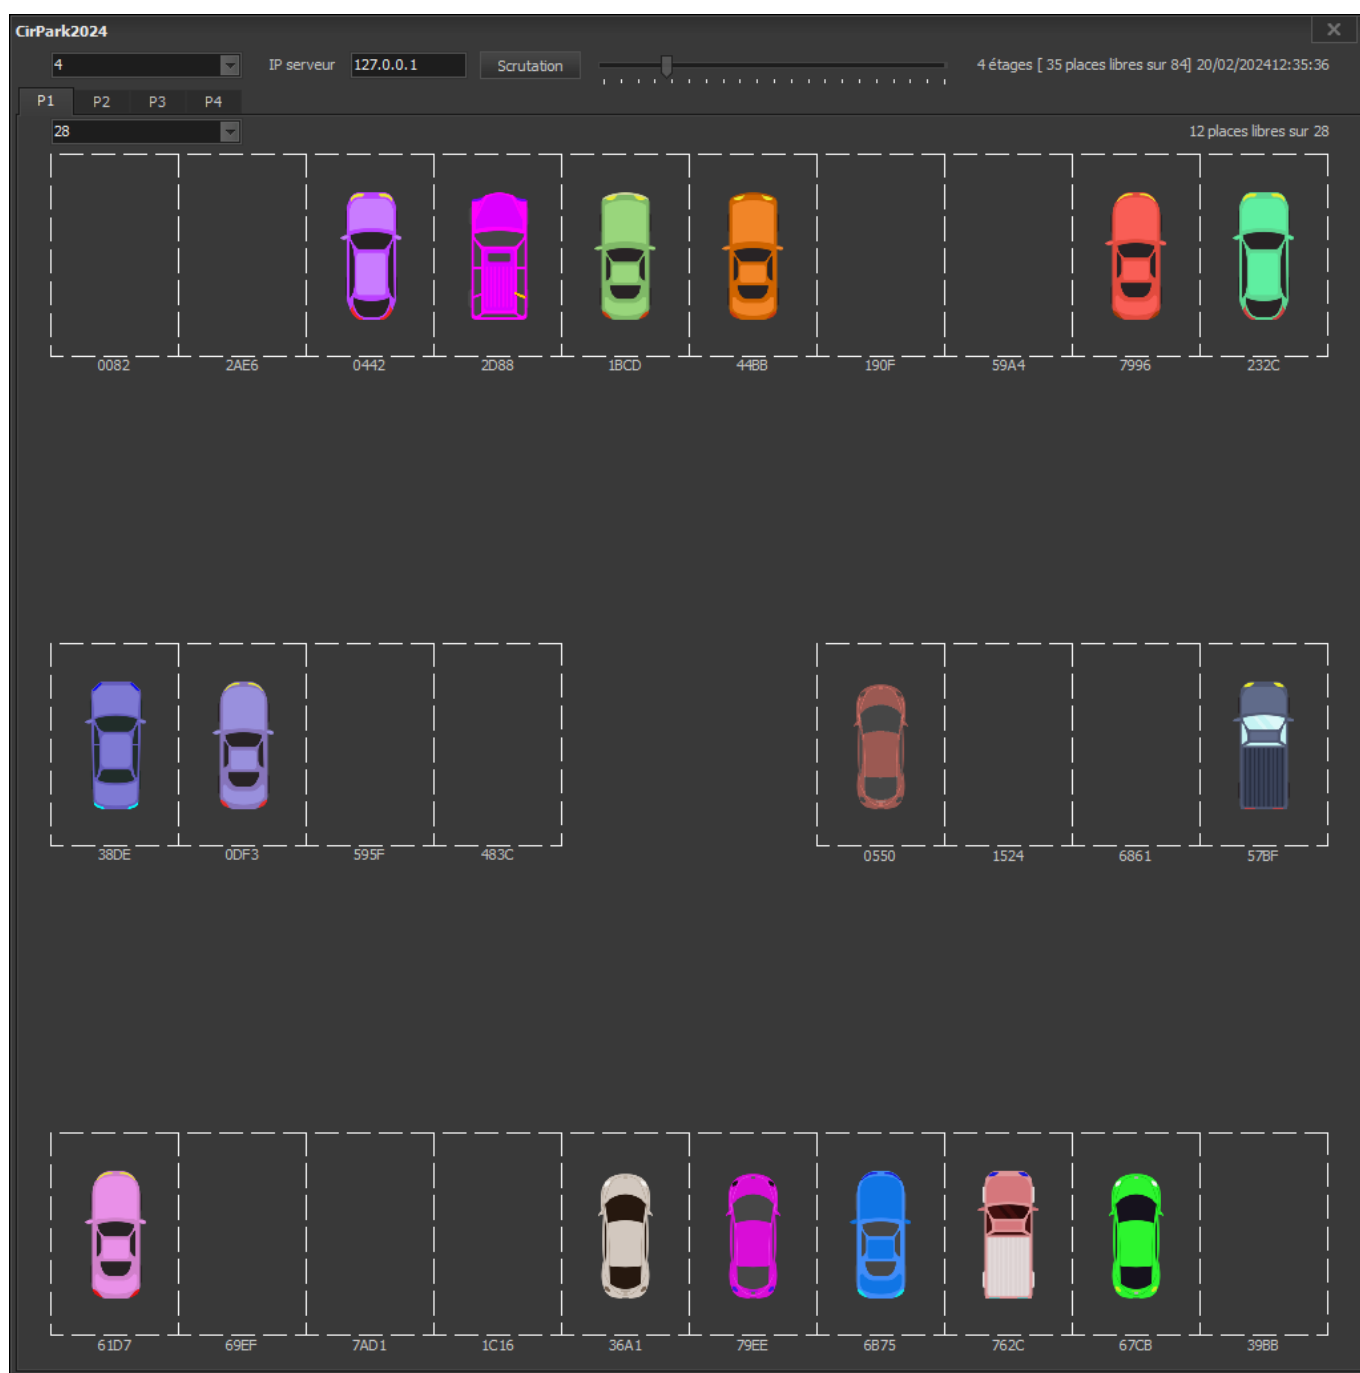 CirPark2024
4 IP serveur 127.0.0.1 Scrutation 4 étages [ 35 places libres sur 84] 20/02/202412:35:36
P1 P2 P3 P4
28 12 places libres sur 28
0082 2AE6 0442 2D88 1BCD 44BB 190F 59A4 7996 232C
38DE 0DF3 595F 483C 0550 1524 6861 57BF
61D7 69EF 7AD1 1C16 36A1 79EE 6B75 762C 67CB 39BB